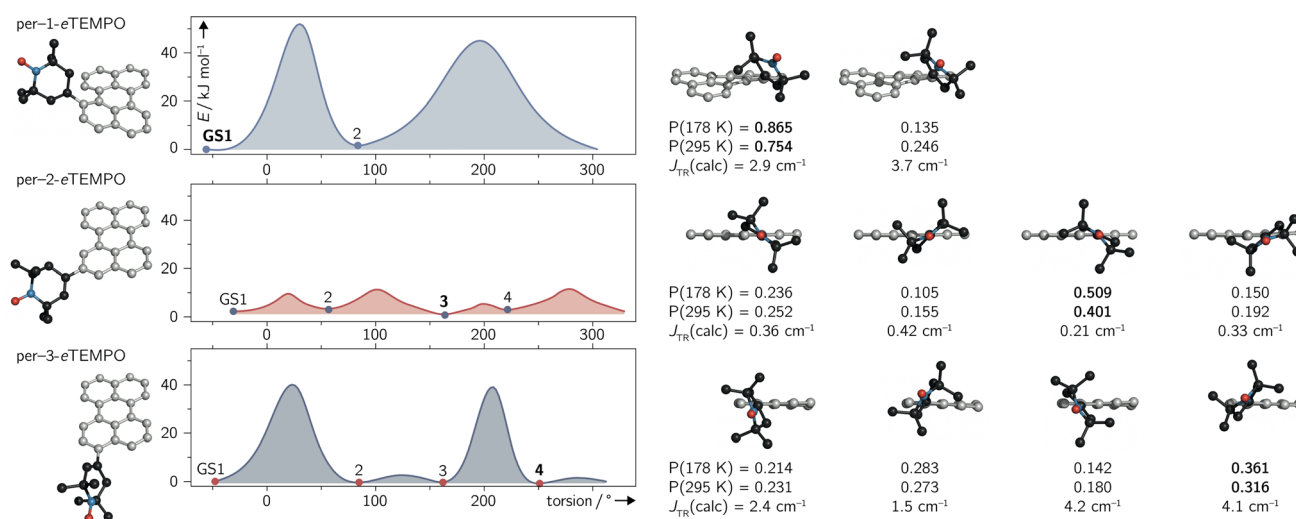 per–1-eTEMPO
E / kJ mol⁻¹
40
20
0
GS1
2
0
100
200
300
P(178 K) = 0.865
0.135
P(295 K) = 0.754
0.246
J_TR(calc) = 2.9 cm⁻¹
3.7 cm⁻¹
per–2-eTEMPO
40
20
0
GS1
2
3
4
0
100
200
300
P(178 K) = 0.236
0.105
0.509
0.150
P(295 K) = 0.252
0.155
0.401
0.192
J_TR(calc) = 0.36 cm⁻¹
0.42 cm⁻¹
0.21 cm⁻¹
0.33 cm⁻¹
per–3-eTEMPO
40
20
0
GS1
2
3
4
0
100
200
300
torsion / °
P(178 K) = 0.214
0.283
0.142
0.361
P(295 K) = 0.231
0.273
0.180
0.316
J_TR(calc) = 2.4 cm⁻¹
1.5 cm⁻¹
4.2 cm⁻¹
4.1 cm⁻¹